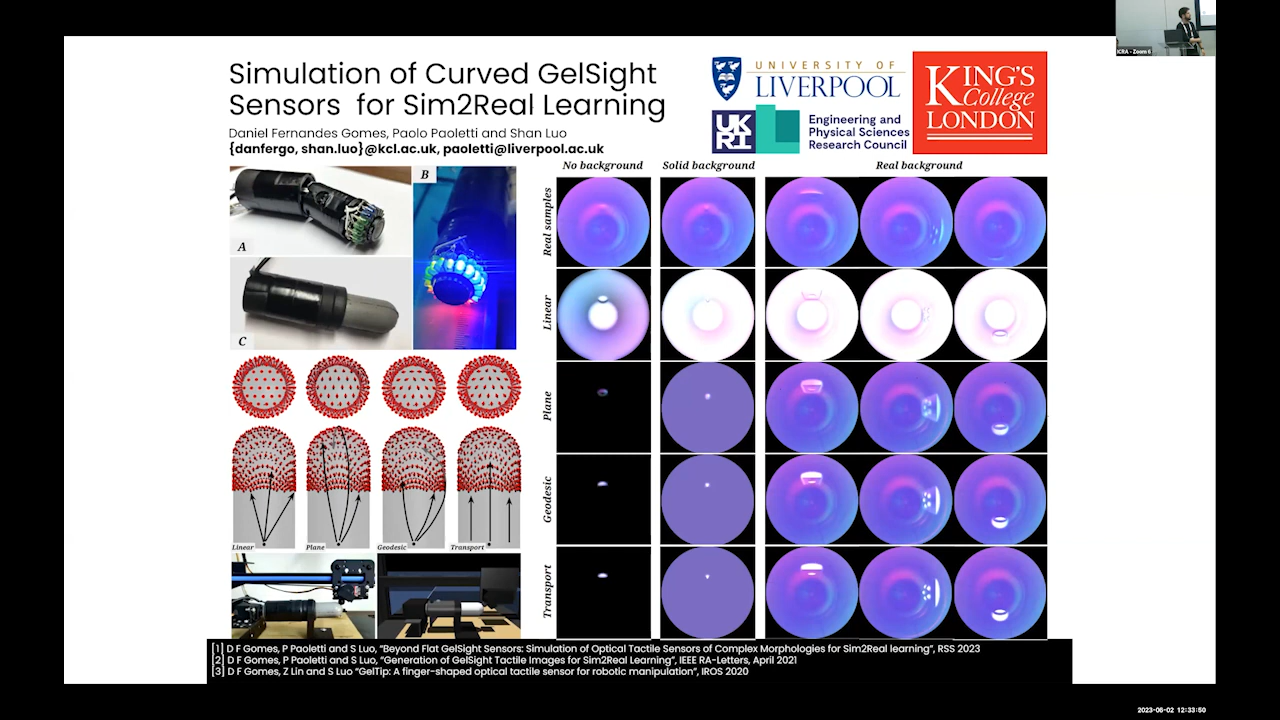 ICRA - Zoom 6
Simulation of Curved GelSight
Sensors for Sim2Real Learning
Daniel Fernandes Gomes, Paolo Paoletti and Shan Luo
{danfergo, shan.luo}@kcl.ac.uk, paoletti@liverpool.ac.uk
UNIVERSITY OF
LIVERPOOL
KING'S
College
LONDON
UK
RI
Engineering and
Physical Sciences
Research Council
No background
Solid background
Real background
A
B
C
Real samples
Linear
Plane
Geodesic
Transport
Linear
Plane
Geodesic
Transport
[1] D F Gomes, P Paoletti and S Luo, "Beyond Flat GelSight Sensors: Simulation of Optical Tactile Sensors of Complex Morphologies for Sim2Real learning", RSS 2023
[2] D F Gomes, P Paoletti and S Luo, "Generation of GelSight Tactile Images for Sim2Real Learning", IEEE RA-Letters, April 2021
[3] D F Gomes, Z Lin and S Luo "GelTip: A finger-shaped optical tactile sensor for robotic manipulation", IROS 2020
2023-06-02 12:33:50